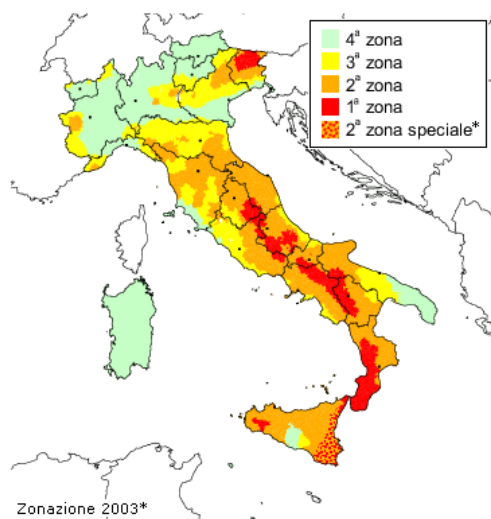 4ª zona
3ª zona
2ª zona
1ª zona
2ª zona speciale*
Zonazione 2003*